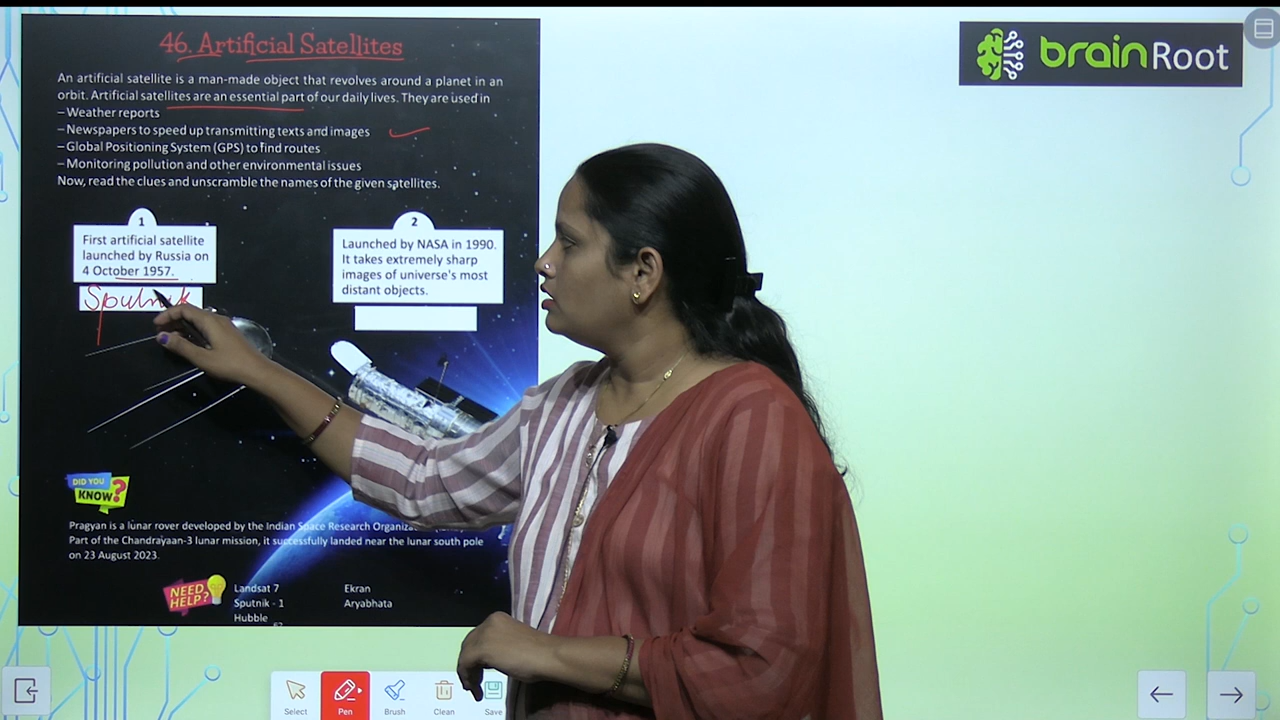 46. Artificial Satellites
brainRoot
An artificial satellite is a man-made object that revolves around a planet in an
orbit. Artificial satellites are an essential part of our daily lives. They are used in
– Weather reports
– Newspapers to speed up transmitting texts and images
– Global Positioning System (GPS) to find routes
– Monitoring pollution and other environmental issues
Now, read the clues and unscramble the names of the given satellites.
1
First artificial satellite
launched by Russia on
4 October 1957.
Sputnik
2
Launched by NASA in 1990.
It takes extremely sharp
images of universe's most
distant objects.
DID YOU
KNOW?
Pragyan is a lunar rover developed by the Indian Space Research
Part of the Chandrayaan-3 lunar mission, it successfully landed near the lunar south pole
on 23 August 2023.
NEED
HELP?
Landsat 7
Sputnik - 1
Hubble
Ekran
Aryabhata
Select
Pen
Brush
Clean
Save